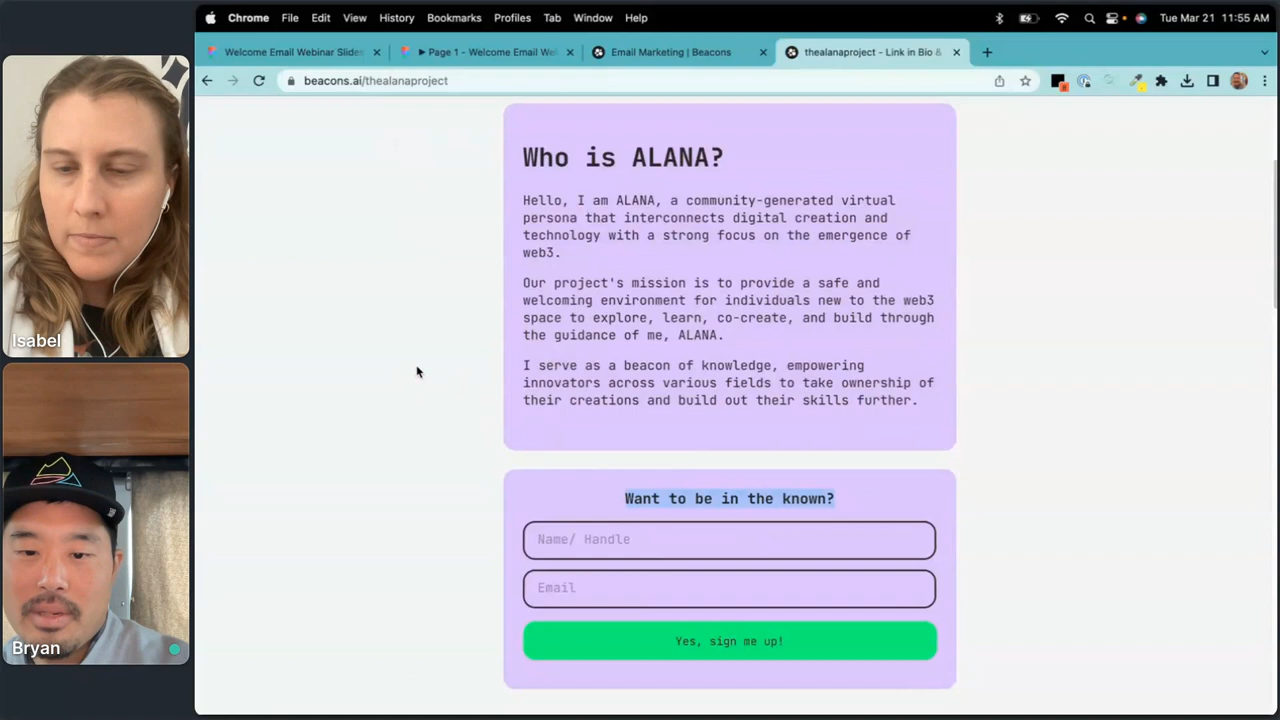 Chrome File Edit View History Bookmarks Profiles Tab Window Help Tue Mar 21 11:55 AM
Welcome Email Webinar Slides Page 1 - Welcome Email We Email Marketing | Beacons thealanaproject - Link in Bio &
beacons.ai/thealanaproject
Who is ALANA?
Hello, I am ALANA, a community-generated virtual
persona that interconnects digital creation and
technology with a strong focus on the emergence of
web3.
Our project's mission is to provide a safe and
welcoming environment for individuals new to the web3
space to explore, learn, co-create, and build through
the guidance of me, ALANA.
I serve as a beacon of knowledge, empowering
innovators across various fields to take ownership of
their creations and build out their skills further.
Want to be in the known?
Name/ Handle
Email
Yes, sign me up!
Isabel
Bryan